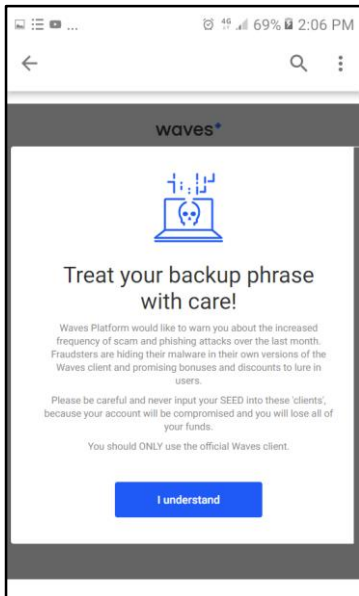 ... 4G 69% 2:06 PM
waves
Treat your backup phrase
with care!
Waves Platform would like to warn you about the increased
frequency of scam and phishing attacks over the last month.
Fraudsters are hiding their malware in their own versions of the
Waves client and promising bonuses and discounts to lure in
users.
Please be careful and never input your SEED into these 'clients',
because your account will be compromised and you will lose all of
your funds.
You should ONLY use the official Waves client.
I understand